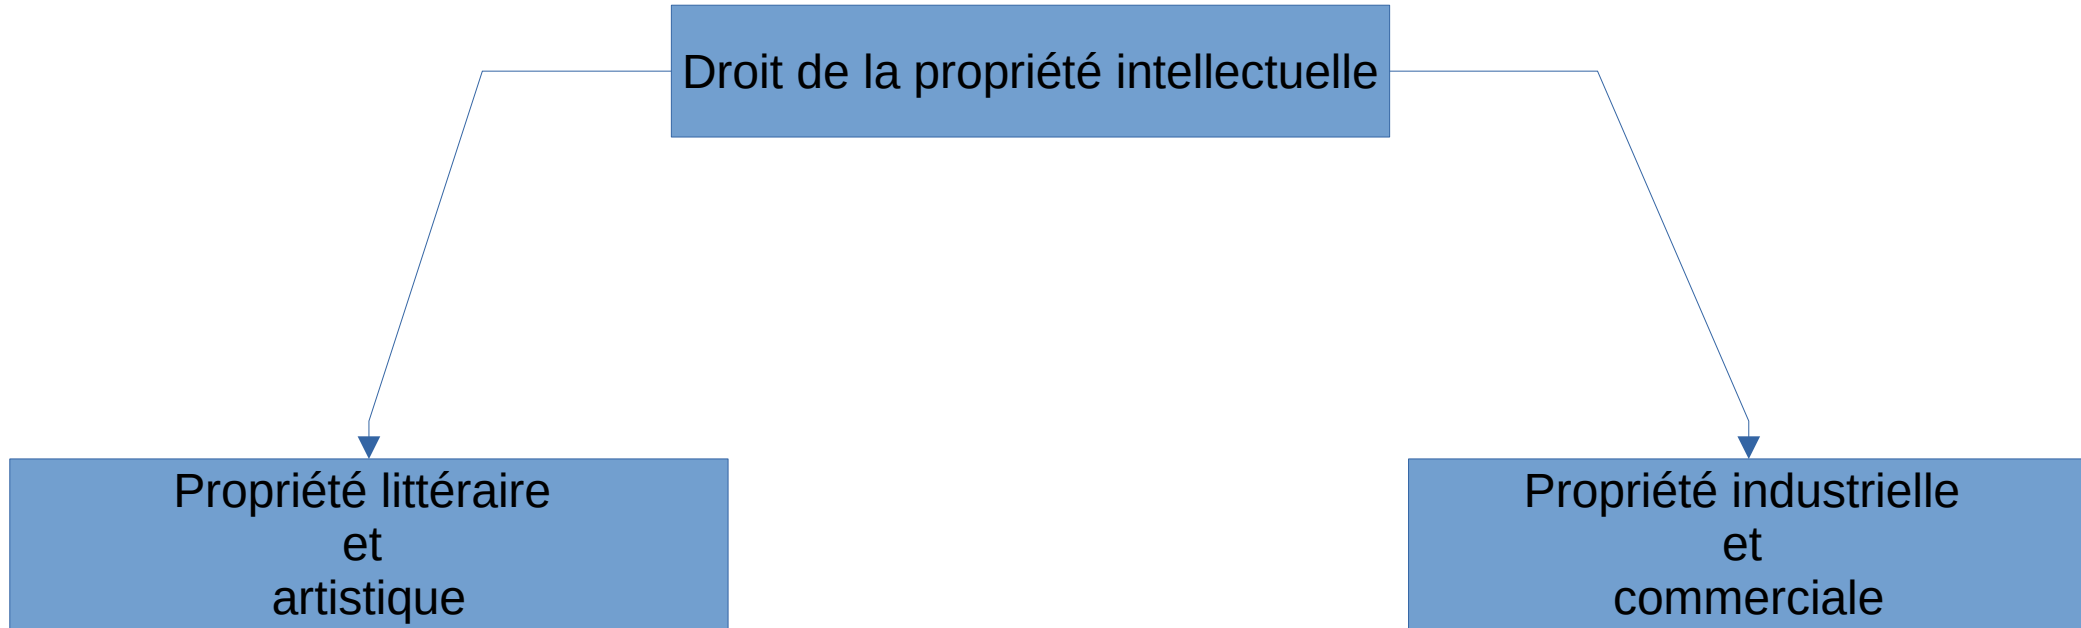 Droit de la propriété intellectuelle
Propriété littéraire
et
artistique
Propriété industrielle
et
commerciale